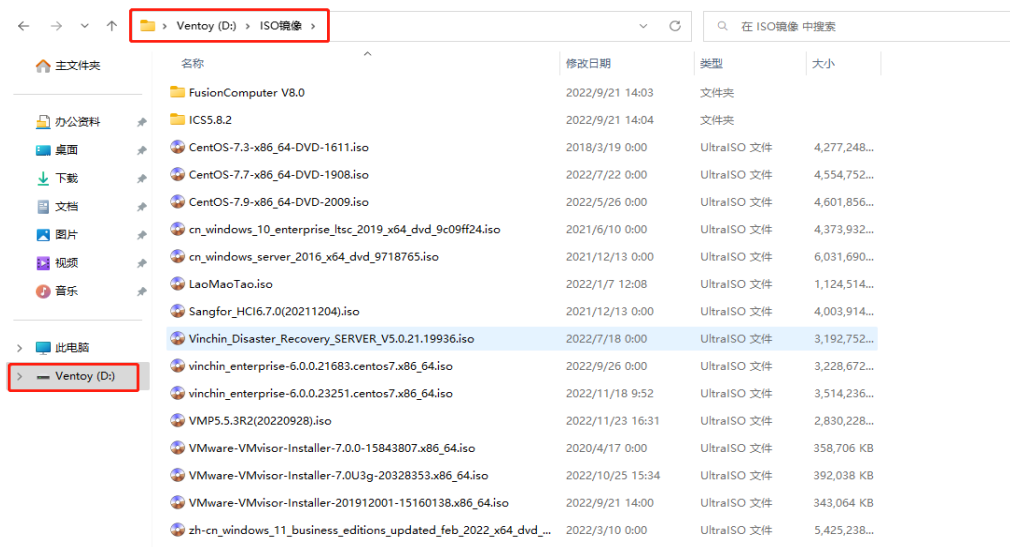 Ventoy (D:) › ISO镜像 ›
在 ISO镜像 中搜索
主文件夹
办公资料
桌面
下载
文档
图片
视频
音乐
此电脑
Ventoy (D:)
名称 修改日期 类型 大小
FusionComputer V8.0 2022/9/21 14:03 文件夹
ICS5.8.2 2022/9/21 14:04 文件夹
CentOS-7.3-x86_64-DVD-1611.iso 2018/3/19 0:00 UltraISO 文件 4,277,248...
CentOS-7.7-x86_64-DVD-1908.iso 2022/7/22 0:00 UltraISO 文件 4,554,752...
CentOS-7.9-x86_64-DVD-2009.iso 2022/5/26 0:00 UltraISO 文件 4,601,856...
cn_windows_10_enterprise_ltsc_2019_x64_dvd_9c09ff24.iso 2021/6/10 0:00 UltraISO 文件 4,373,932...
cn_windows_server_2016_x64_dvd_9718765.iso 2021/12/13 0:00 UltraISO 文件 6,031,690...
LaoMaoTao.iso 2022/1/7 12:08 UltraISO 文件 1,124,514...
Sangfor_HCI6.7.0(20211204).iso 2021/12/13 0:00 UltraISO 文件 4,003,914...
Vinchin_Disaster_Recovery_SERVER_V5.0.21.19936.iso 2022/7/18 0:00 UltraISO 文件 3,192,752...
vinchin_enterprise-6.0.0.21683.centos7.x86_64.iso 2022/9/26 0:00 UltraISO 文件 3,228,672...
vinchin_enterprise-6.0.0.23251.centos7.x86_64.iso 2022/11/18 9:52 UltraISO 文件 3,514,236...
VMP5.5.3R2(20220928).iso 2022/11/23 16:31 UltraISO 文件 2,830,228...
VMware-VMvisor-Installer-7.0.0-15843807.x86_64.iso 2020/4/17 0:00 UltraISO 文件 358,706 KB
VMware-VMvisor-Installer-7.0U3g-20328353.x86_64.iso 2022/10/25 15:34 UltraISO 文件 392,038 KB
VMware-VMvisor-Installer-201912001-15160138.x86_64.iso 2022/9/21 14:00 UltraISO 文件 343,064 KB
zh-cn_windows_11_business_editions_updated_feb_2022_x64_dvd_... 2022/3/10 0:00 UltraISO 文件 5,425,238...